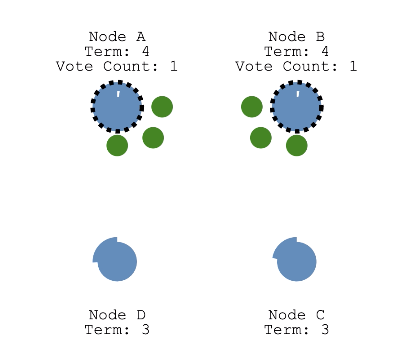 Node A
Term: 4
Vote Count: 1
Node B
Term: 4
Vote Count: 1
Node D
Term: 3
Node C
Term: 3